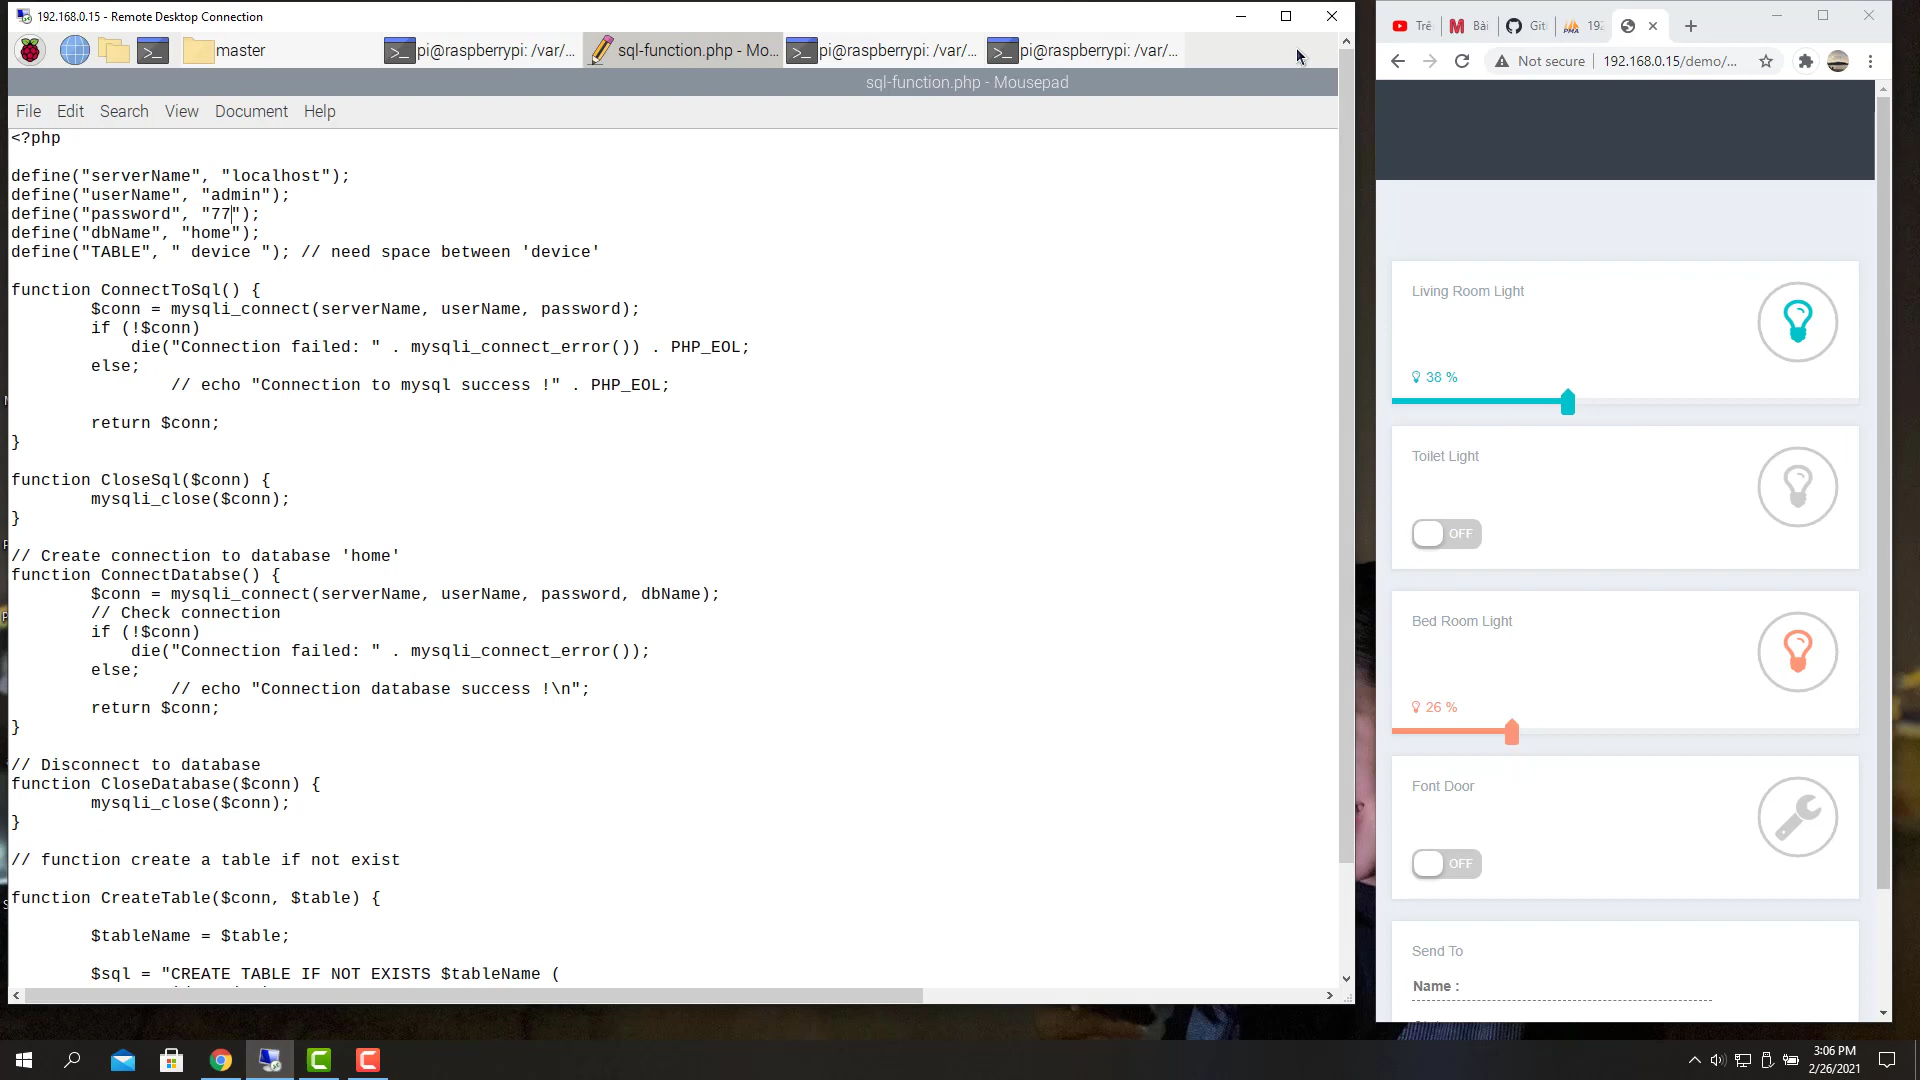 192.168.0.15 - Remote Desktop Connection
master
pi@raspberrypi: /var/...
sql-function.php - Mo...
pi@raspberrypi: /var/...
pi@raspberrypi: /var/...
sql-function.php - Mousepad
File Edit Search View Document Help
<?php
define("serverName", "localhost");
define("userName", "admin");
define("password", "77");
define("dbName", "home");
define("TABLE", " device "); // need space between 'device'
function ConnectToSql() {
$conn = mysqli_connect(serverName, userName, password);
if (!$conn)
die("Connection failed: " . mysqli_connect_error()) . PHP_EOL;
else;
// echo "Connection to mysql success !" . PHP_EOL;
return $conn;
}
function CloseSql($conn) {
mysqli_close($conn);
}
// Create connection to database 'home'
function ConnectDatabse() {
$conn = mysqli_connect(serverName, userName, password, dbName);
// Check connection
if (!$conn)
die("Connection failed: " . mysqli_connect_error());
else;
// echo "Connection database success !\n";
return $conn;
}
// Disconnect to database
function CloseDatabase($conn) {
mysqli_close($conn);
}
// function create a table if not exist
function CreateTable($conn, $table) {
$tableName = $table;
$sql = "CREATE TABLE IF NOT EXISTS $tableName (
Trê
Bài
Git
192
Not secure
192.168.0.15/demo/...
Living Room Light
38 %
Toilet Light
OFF
Bed Room Light
26 %
Font Door
OFF
Send To
Name :
3:06 PM
2/26/2021